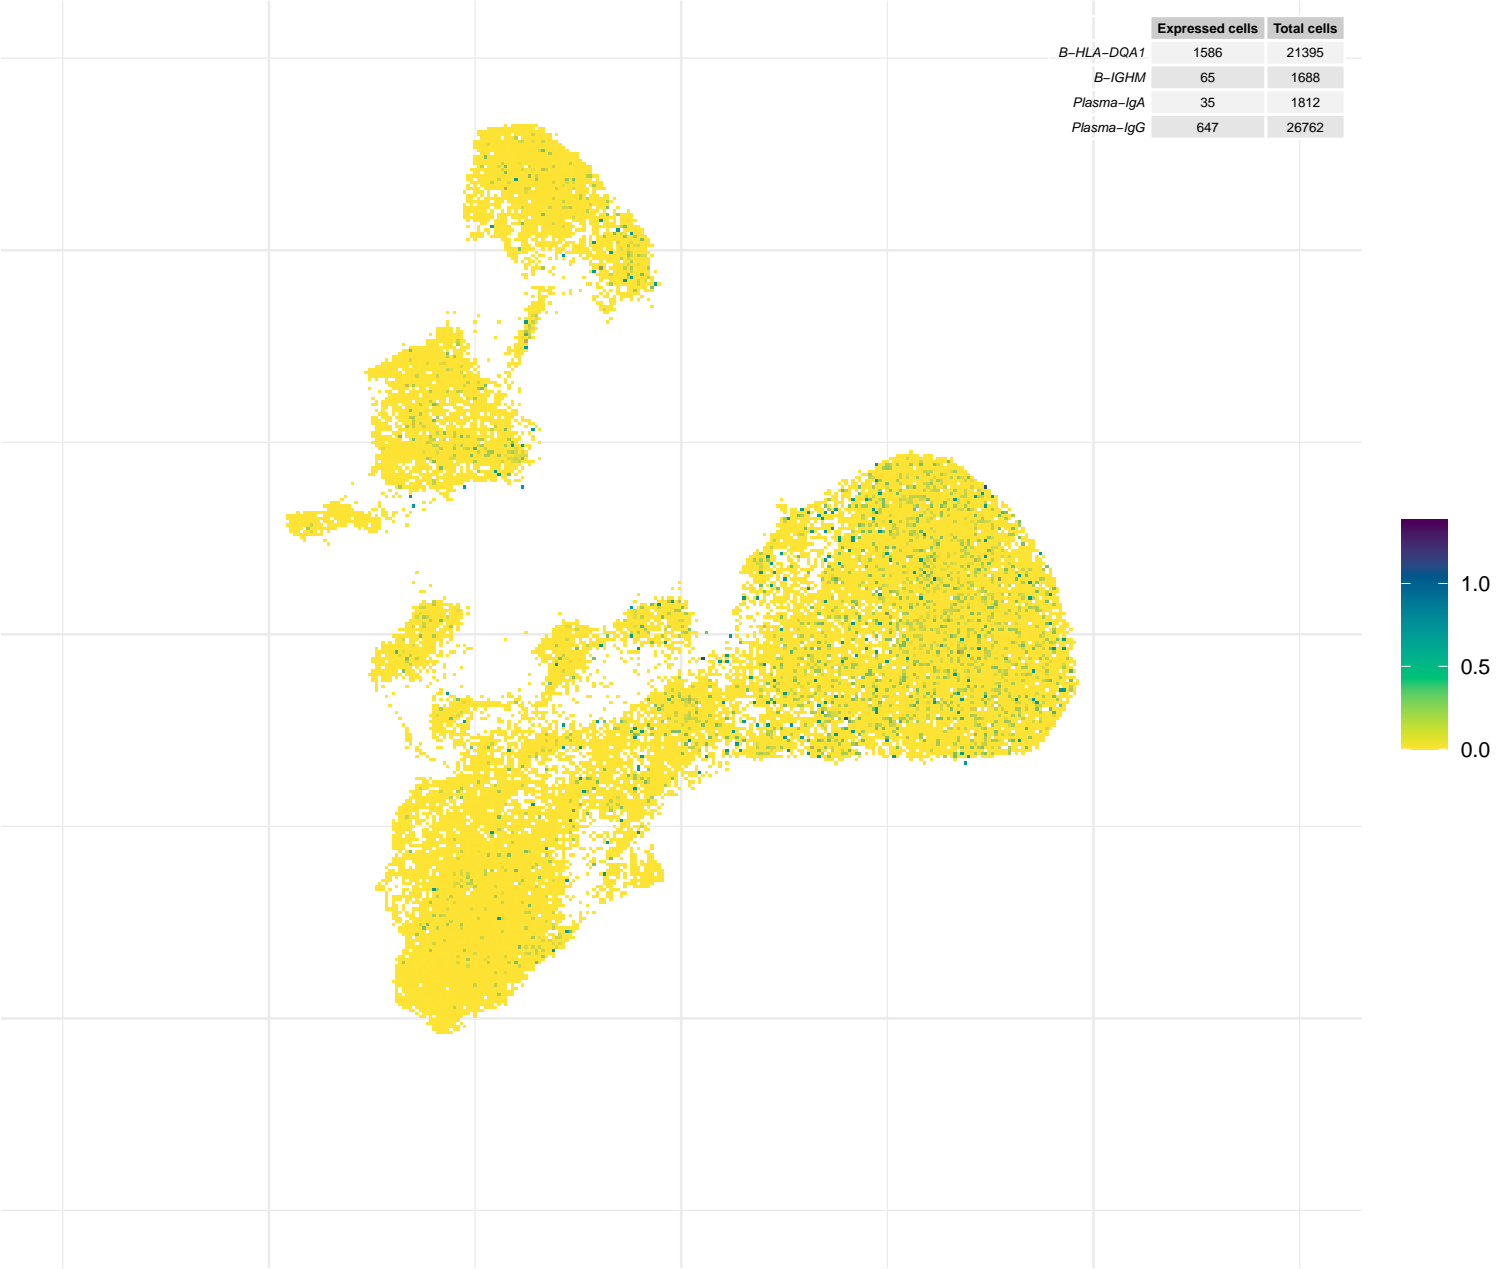 Expressed cells Total cells
B−HLA−DQA1 1586 21395
B−IGHM 65 1688
Plasma−IgA 35 1812
Plasma−IgG 647 26762
1.0
0.5
0.0